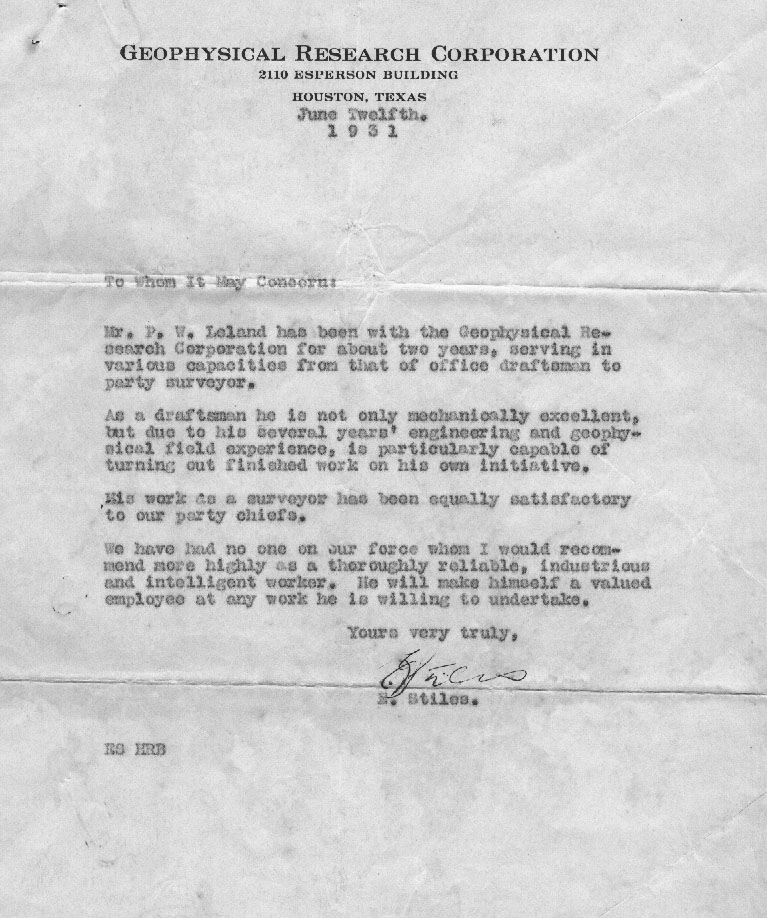 GEOPHYSICAL RESEARCH CORPORATION
2110 ESPERSON BUILDING
HOUSTON, TEXAS
June Twelfth.
1 9 3 1
To Whom It May Concern:
Mr. P. W. Leland has been with the Geophysical Re-
search Corporation for about two years, serving in
various capacities from that of office draftsman to
party surveyor.
As a draftsman he is not only mechanically excellent,
but due to his several years' engineering and geophy-
sical field experience, is particularly capable of
turning out finished work on his own initiative.
His work as a surveyor has been equally satisfactory
to our party chiefs.
We have had no one on our force whom I would recom-
mend more highly as a thoroughly reliable, industrious
and intelligent worker. He will make himself a valued
employee at any work he is willing to undertake.
Yours very truly,
E. Stiles
E. Stiles.
ES HRB